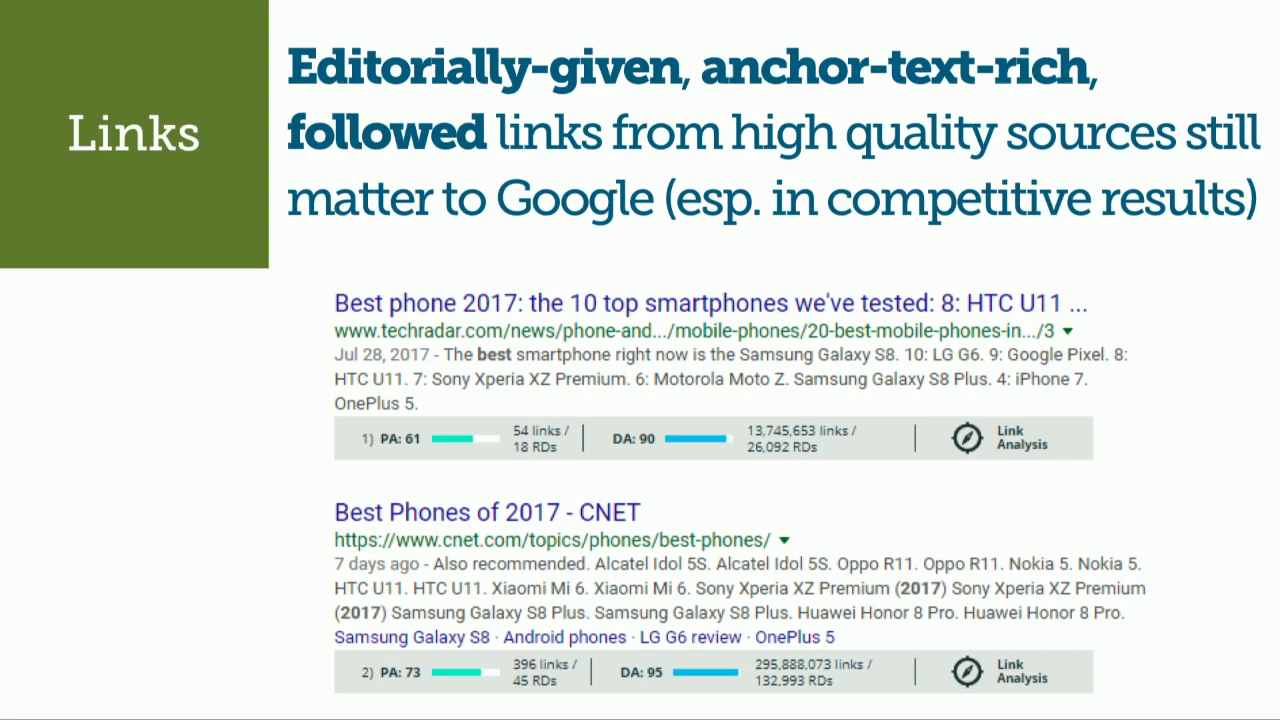 Links
Editorially-given, anchor-text-rich,
followed links from high quality sources still
matter to Google (esp. in competitive results)
Best phone 2017: the 10 top smartphones we've tested: 8: HTC U11 ...
www.techradar.com/news/phone-and.../mobile-phones/20-best-mobile-phones-in.../3
Jul 28, 2017 - The best smartphone right now is the Samsung Galaxy S8. 10: LG G6. 9: Google Pixel. 8:
HTC U11. 7: Sony Xperia XZ Premium. 6: Motorola Moto Z. Samsung Galaxy S8 Plus. 4: iPhone 7.
OnePlus 5.
1) PA: 61 54 links / DA: 90 13,745,653 links / Link
18 RDs 26,092 RDs Analysis
Best Phones of 2017 - CNET
https://www.cnet.com/topics/phones/best-phones/
7 days ago - Also recommended. Alcatel Idol 5S. Alcatel Idol 5S. Oppo R11. Oppo R11. Nokia 5. Nokia 5.
HTC U11. HTC U11. Xiaomi Mi 6. Xiaomi Mi 6. Sony Xperia XZ Premium (2017) Sony Xperia XZ Premium
(2017) Samsung Galaxy S8 Plus. Samsung Galaxy S8 Plus. Huawei Honor 8 Pro. Huawei Honor 8 Pro.
Samsung Galaxy S8 · Android phones · LG G6 review · OnePlus 5
2) PA: 73 396 links / DA: 95 295,888,073 links / Link
45 RDs 132,993 RDs Analysis